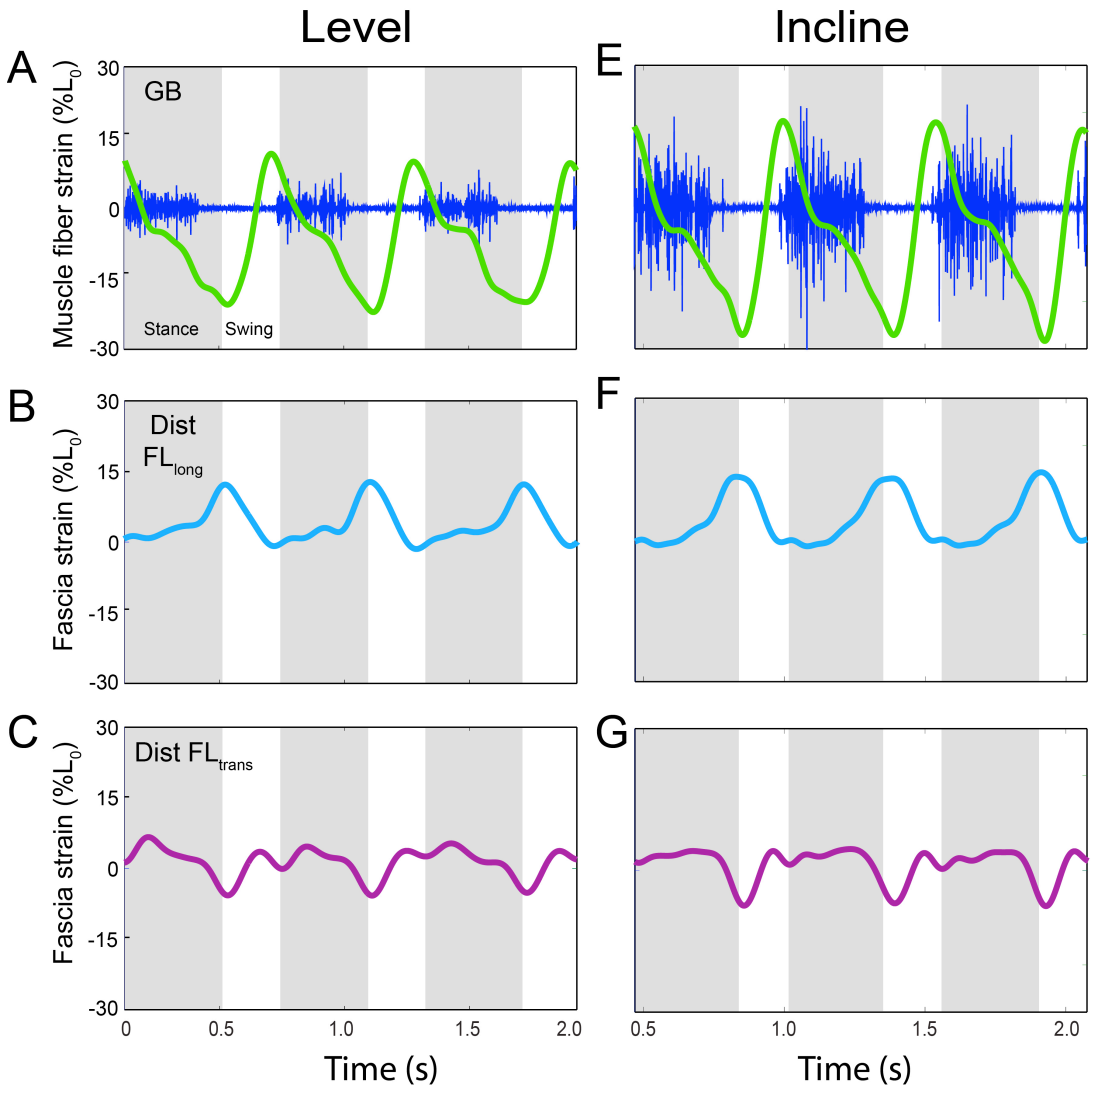 Level
Incline
A
E
Muscle fiber strain (%L0)
30
15
0
-15
-30
GB
Stance
Swing
B
F
Fascia strain (%L0)
30
15
0
-15
-30
Dist
FLlong
C
G
Fascia strain (%L0)
30
15
0
-15
-30
Dist FLtrans
0
0.5
1.0
1.5
2.0
0.5
1.0
1.5
2.0
Time (s)
Time (s)